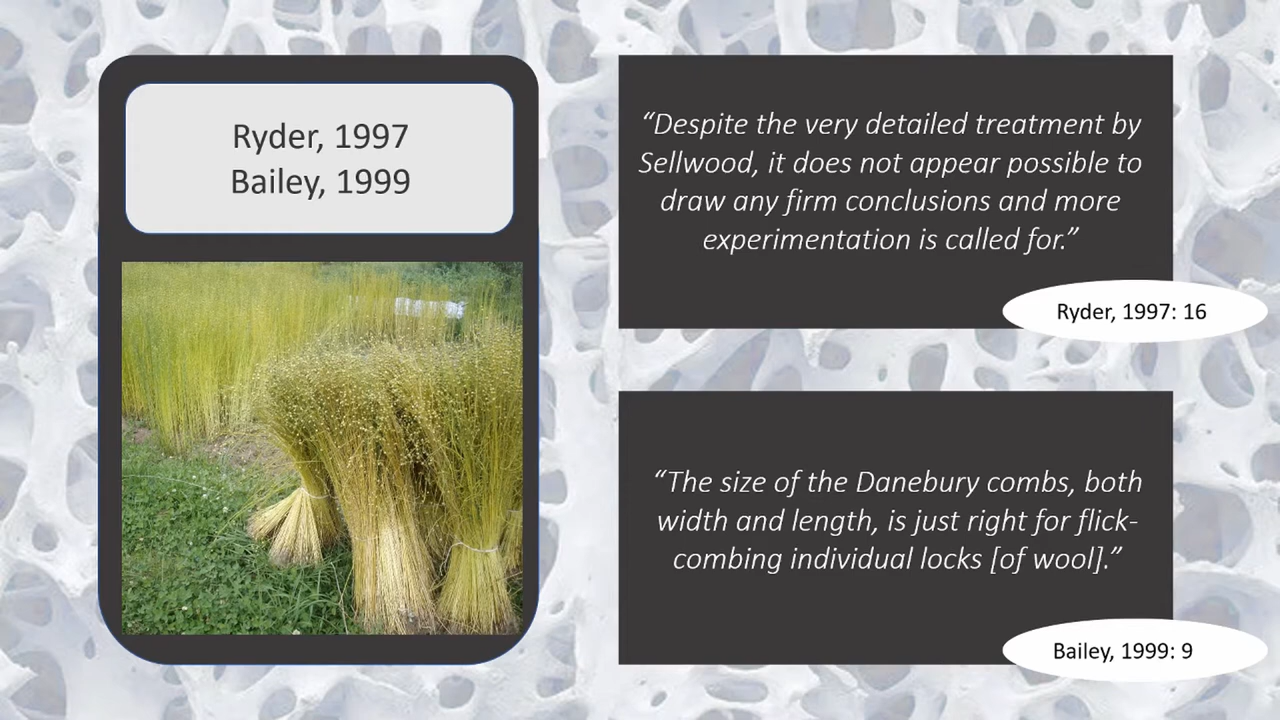 Ryder, 1997
Bailey, 1999
“Despite the very detailed treatment by
Sellwood, it does not appear possible to
draw any firm conclusions and more
experimentation is called for.”
Ryder, 1997: 16
“The size of the Danebury combs, both
width and length, is just right for flick-
combing individual locks [of wool].”
Bailey, 1999: 9